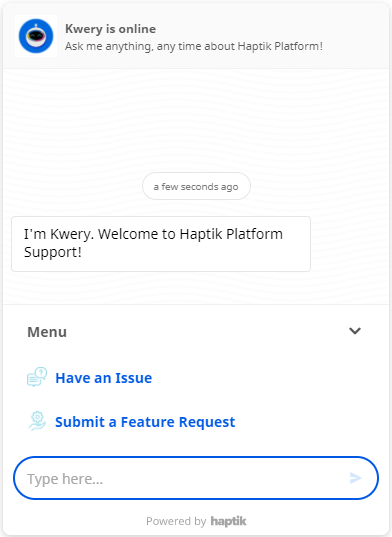 Kwery is online
Ask me anything, any time about Haptik Platform!
a few seconds ago
I'm Kwery. Welcome to Haptik Platform
Support!
Menu
Have an Issue
Submit a Feature Request
Type here...
Powered by haptik